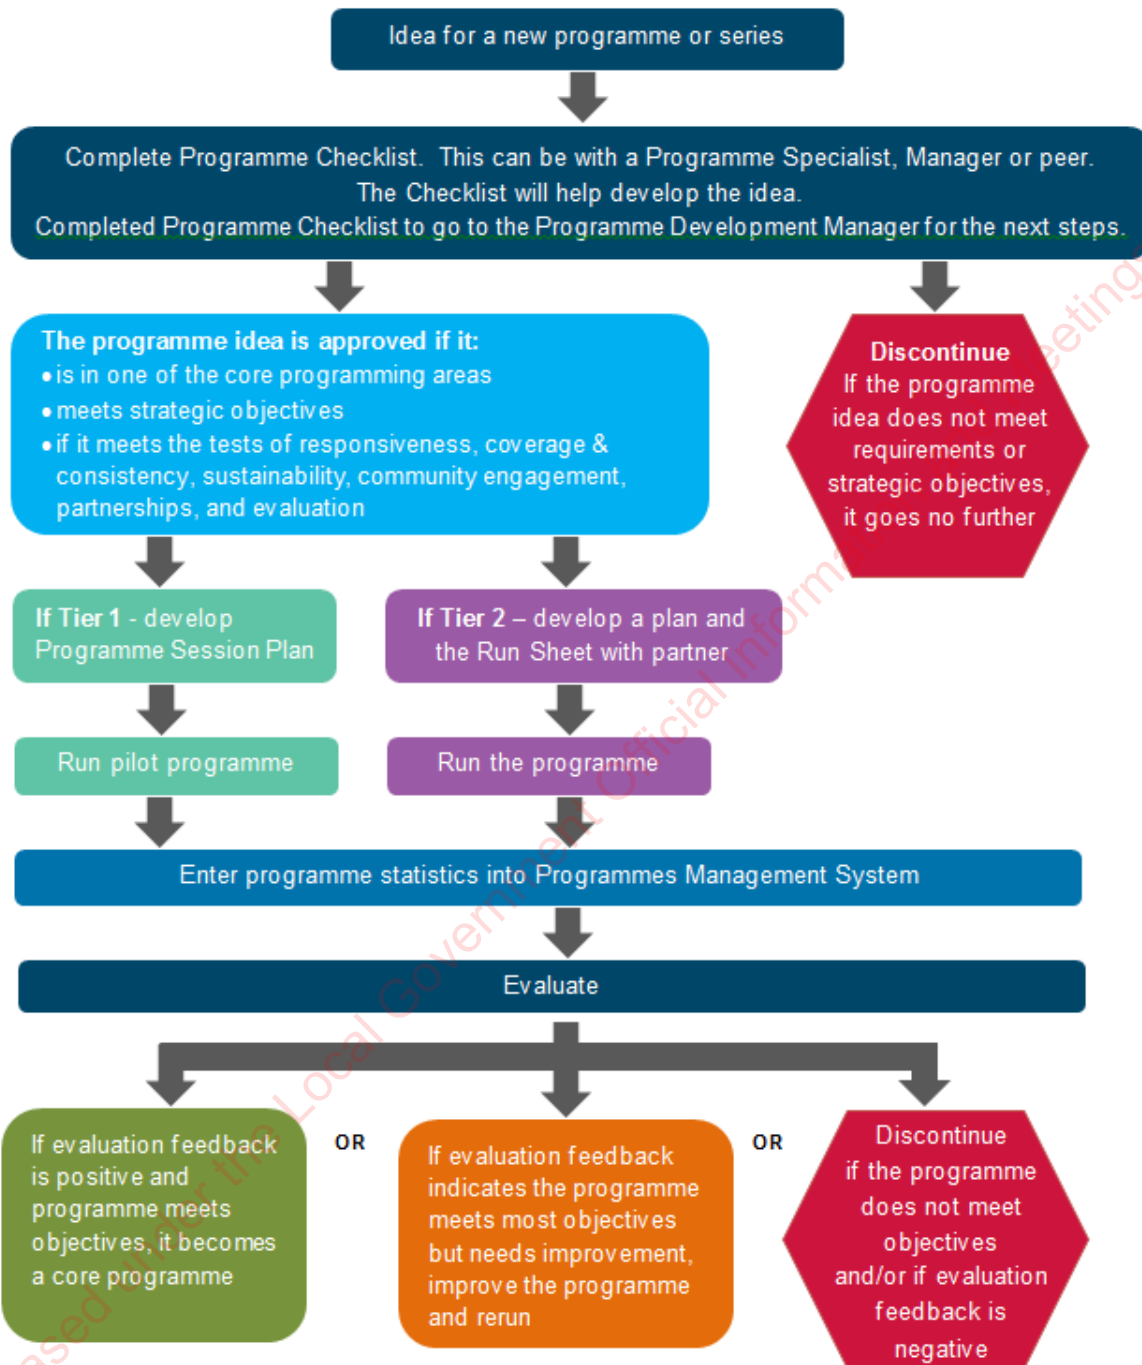 Idea for a new programme or series
Complete Programme Checklist. This can be with a Programme Specialist, Manager or peer.
The Checklist will help develop the idea.
Completed Programme Checklist to go to the Programme Development Manager for the next steps.
The programme idea is approved if it:
• is in one of the core programming areas
• meets strategic objectives
• if it meets the tests of responsiveness, coverage &
consistency, sustainability, community engagement,
partnerships, and evaluation
Discontinue
If the programme
idea does not meet
requirements or
strategic objectives,
it goes no further
If Tier 1 - develop
Programme Session Plan
If Tier 2 – develop a plan and
the Run Sheet with partner
Run pilot programme
Run the programme
Enter programme statistics into Programmes Management System
Evaluate
If evaluation feedback
is positive and
programme meets
objectives, it becomes
a core programme
OR
If evaluation feedback
indicates the programme
meets most objectives
but needs improvement,
improve the programme
and rerun
OR
Discontinue
if the programme
does not meet
objectives
and/or if evaluation
feedback is
negative
under the Local Government Official